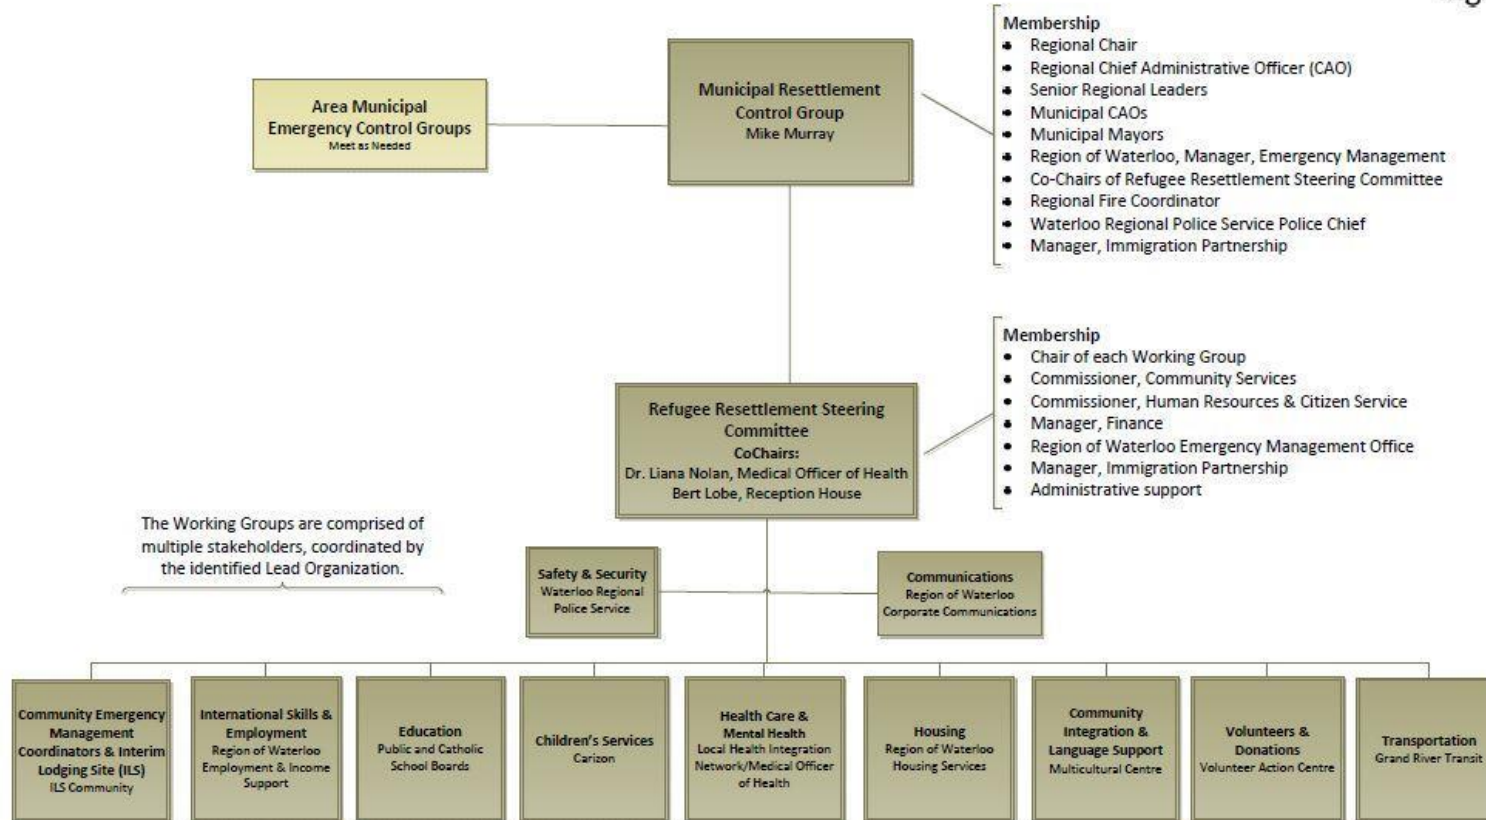 Membership
Regional Chair
Regional Chief Administrative Officer (CAO)
Senior Regional Leaders
Municipal CAOs
Municipal Mayors
Region of Waterloo, Manager, Emergency Management
Co-Chairs of Refugee Resettlement Steering Committee
Regional Fire Coordinator
Waterloo Regional Police Service Police Chief
Manager, Immigration Partnership
Municipal Resettlement
Control Group
Mike Murray
Area Municipal
Emergency Control Groups
Meet as Needed
Membership
Chair of each Working Group
Commissioner, Community Services
Commissioner, Human Resources & Citizen Service
Manager, Finance
Region of Waterloo Emergency Management Office
Manager, Immigration Partnership
Administrative support
Refugee Resettlement Steering
Committee
CoChairs:
Dr. Liana Nolan, Medical Officer of Health
Bert Lobe, Reception House
The Working Groups are comprised of
multiple stakeholders, coordinated by
the identified Lead Organization.
Safety & Security
Waterloo Regional
Police Service
Communications
Region of Waterloo
Corporate Communications
Community Emergency
Management
Coordinators & Interim
Lodging Site (ILS)
ILS Community
International Skills &
Employment
Region of Waterloo
Employment & Income
Support
Education
Public and Catholic
School Boards
Children's Services
Carizon
Health Care &
Mental Health
Local Health Integration
Network/Medical Officer
of Health
Housing
Region of Waterloo
Housing Services
Community
Integration &
Language Support
Multicultural Centre
Volunteers &
Donations
Volunteer Action Centre
Transportation
Grand River Transit